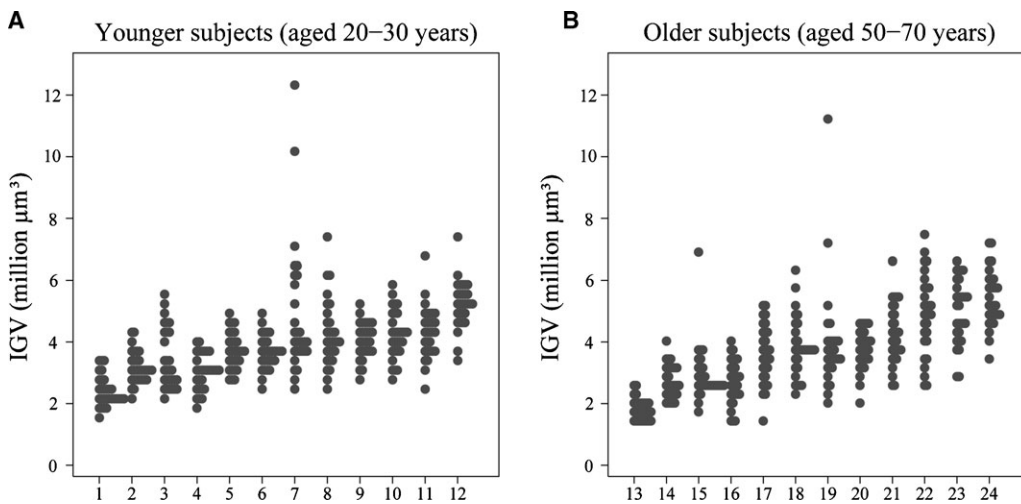 A
Younger subjects (aged 20−30 years)
IGV (million µm³)
12
10
8
6
4
2
0
1 2 3 4 5 6 7 8 9 10 11 12
B
Older subjects (aged 50−70 years)
IGV (million µm³)
12
10
8
6
4
2
0
13 14 15 16 17 18 19 20 21 22 23 24